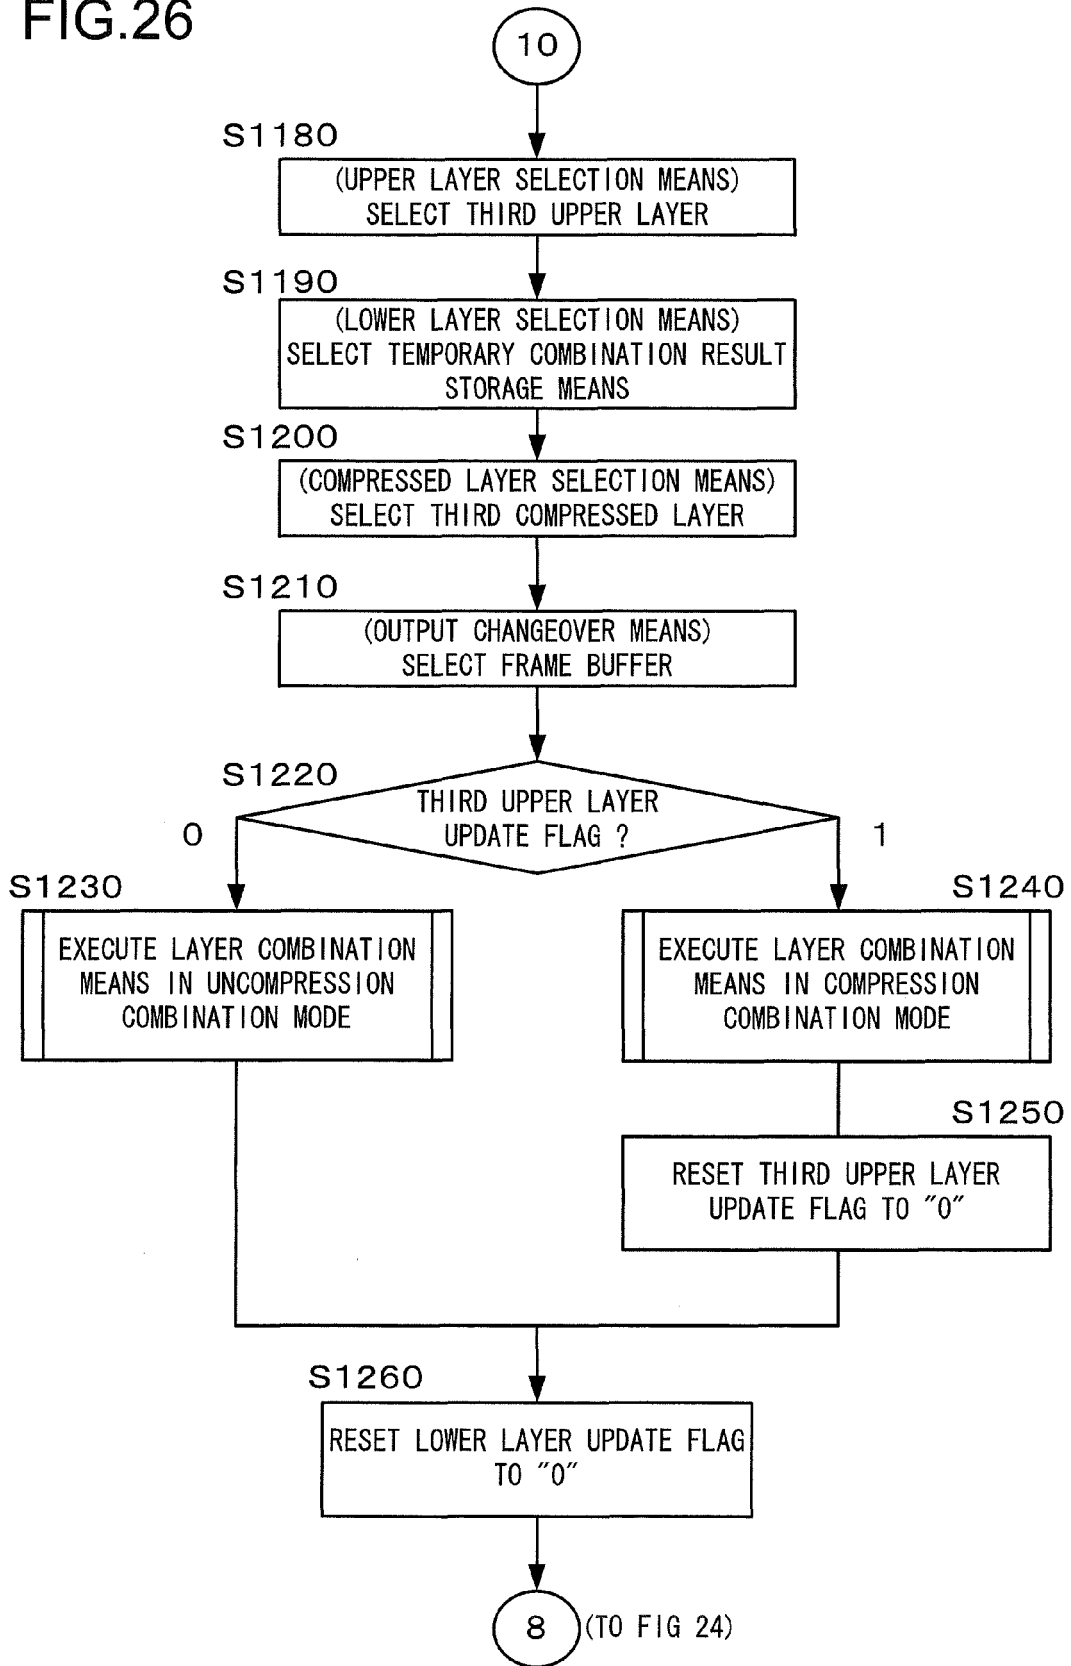 FIG.26
10
S1180
(UPPER LAYER SELECTION MEANS)
SELECT THIRD UPPER LAYER
S1190
(LOWER LAYER SELECTION MEANS)
SELECT TEMPORARY COMBINATION RESULT
STORAGE MEANS
S1200
(COMPRESSED LAYER SELECTION MEANS)
SELECT THIRD COMPRESSED LAYER
S1210
(OUTPUT CHANGEOVER MEANS)
SELECT FRAME BUFFER
S1220
THIRD UPPER LAYER
UPDATE FLAG ?
0
1
S1230
EXECUTE LAYER COMBINATION
MEANS IN UNCOMPRESSION
COMBINATION MODE
S1240
EXECUTE LAYER COMBINATION
MEANS IN COMPRESSION
COMBINATION MODE
S1250
RESET THIRD UPPER LAYER
UPDATE FLAG TO "0"
S1260
RESET LOWER LAYER UPDATE FLAG
TO "0"
8 (TO FIG 24)